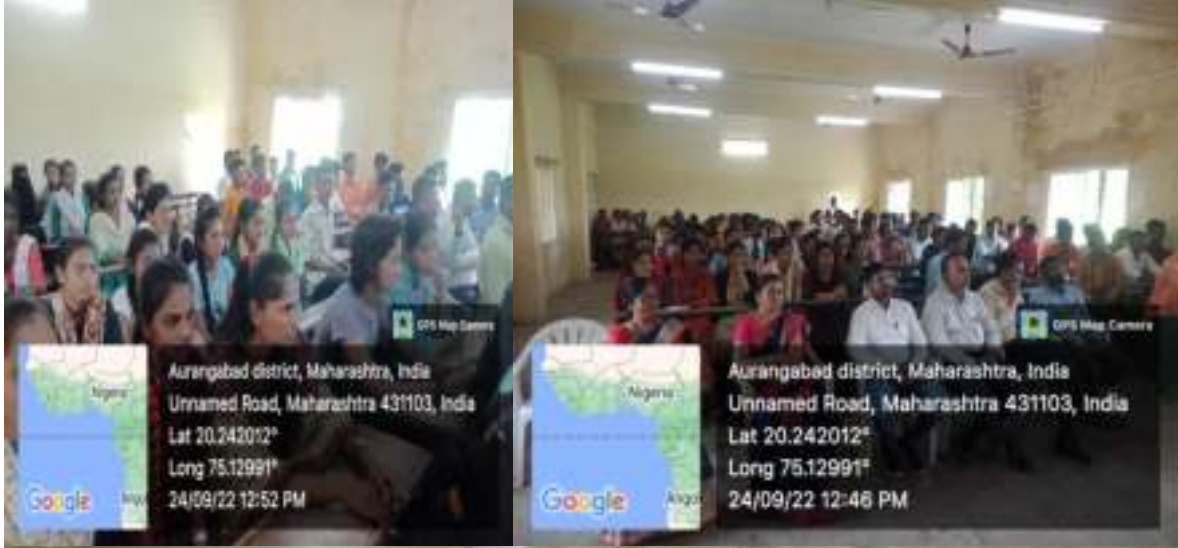 GPS Map Camera
Nigeria
Aurangabad district, Maharashtra, India
Unnamed Road, Maharashtra 431103, India
Lat 20.242012°
Long 75.12991°
24/09/22 12:52 PM
Google
GPS Map Camera
Nigeria
Aurangabad district, Maharashtra, India
Unnamed Road, Maharashtra 431103, India
Lat 20.242012°
Long 75.12991°
24/09/22 12:46 PM
Google